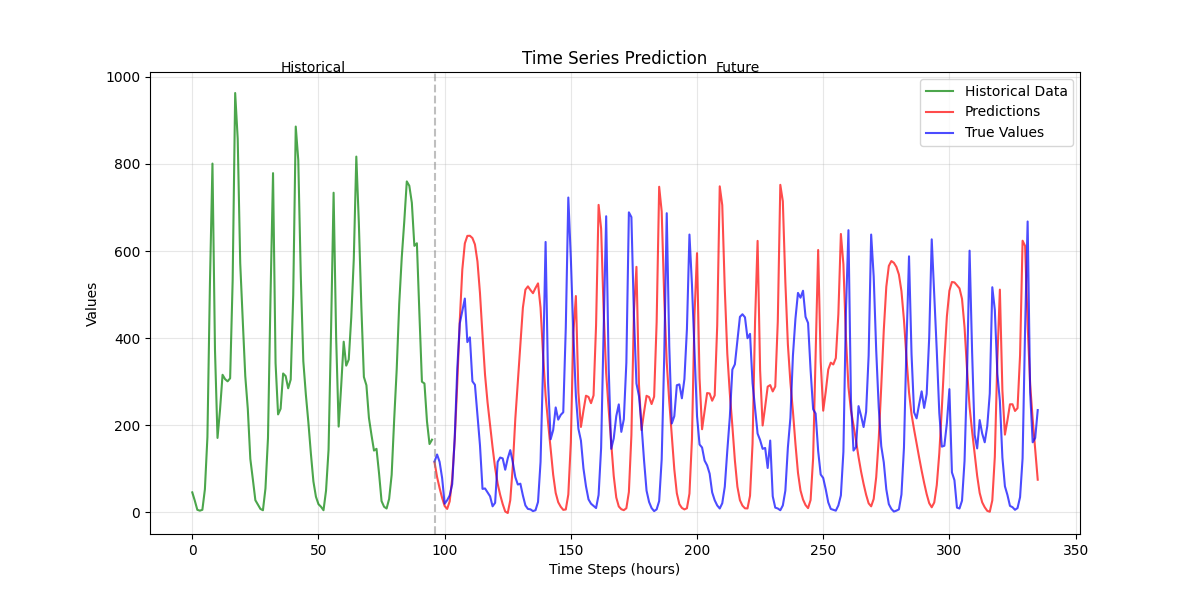 Time Series Prediction
Historical
Future
1000
800
600
400
200
0
Values
Historical Data
Predictions
True Values
0
50
100
150
200
250
300
350
Time Steps (hours)